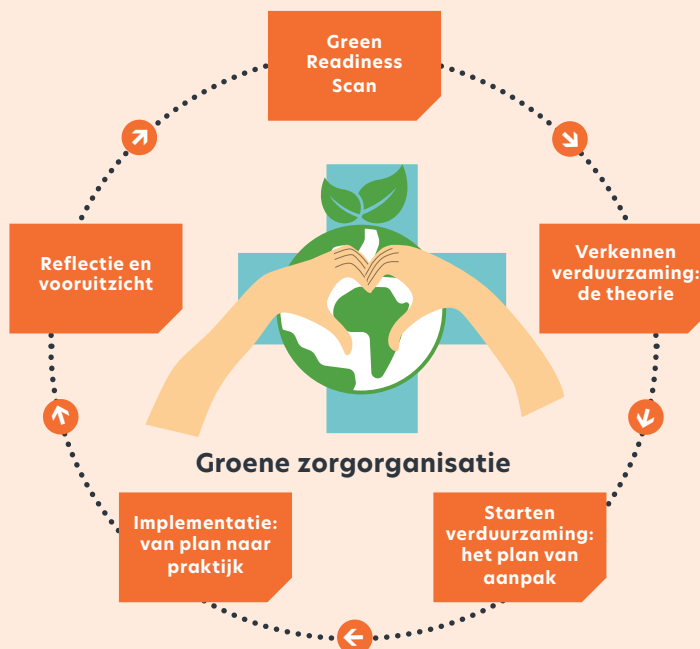 Green
Readiness
Scan
Verkennen
verduurzaming:
de theorie
Starten
verduurzaming:
het plan van
aanpak
Implementatie:
van plan naar
praktijk
Reflectie en
vooruitzicht
Groene zorgorganisatie